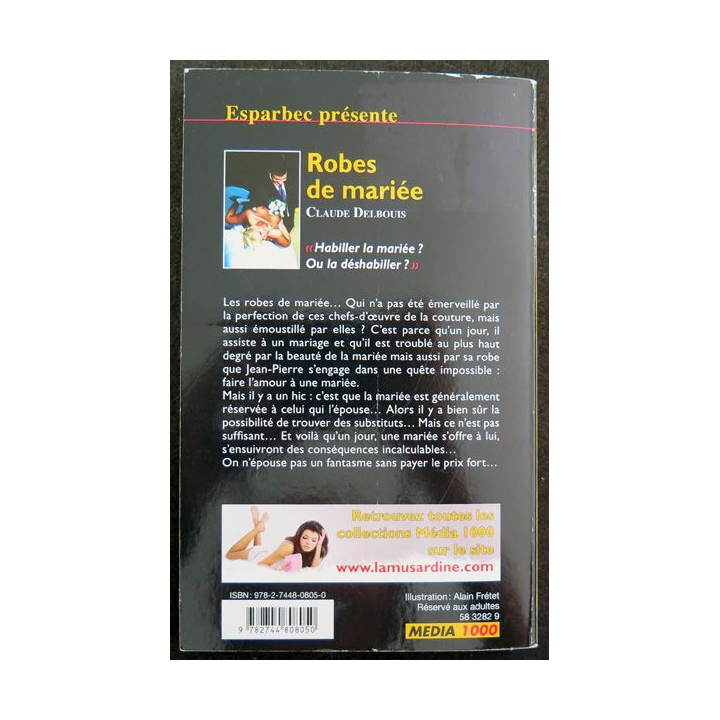 Esparbec présente
Robes
de mariée
CLAUDE DELBOUIS
« Habiller la mariée ?
Ou la déshabiller ? »
Les robes de mariée… Qui n'a pas été émerveillé par
la perfection de ces chefs-d'œuvre de la couture, mais
aussi émoustillé par elles ? C'est parce qu'un jour, il
assiste à un mariage et qu'il est troublé au plus haut
degré par la beauté de la mariée mais aussi par sa robe
que Jean-Pierre s'engage dans une quête impossible :
faire l'amour à une mariée.
Mais il y a un hic : c'est que la mariée est généralement
réservée à celui qui l'épouse… Alors il y a bien sûr la
possibilité de trouver des substituts… Mais ce n'est pas
suffisant… Et voilà qu'un jour, une mariée s'offre à lui,
s'ensuivront des conséquences incalculables…
On n'épouse pas un fantasme sans payer le prix fort…
Retrouvez toutes les
collections Média 1000
sur le site
www.lamusardine.com
ISBN : 978-2-7448-0805-0
9 782744 808050
Illustration : Alain Frétet
Réservé aux adultes
58 3282 9
MEDIA 1000